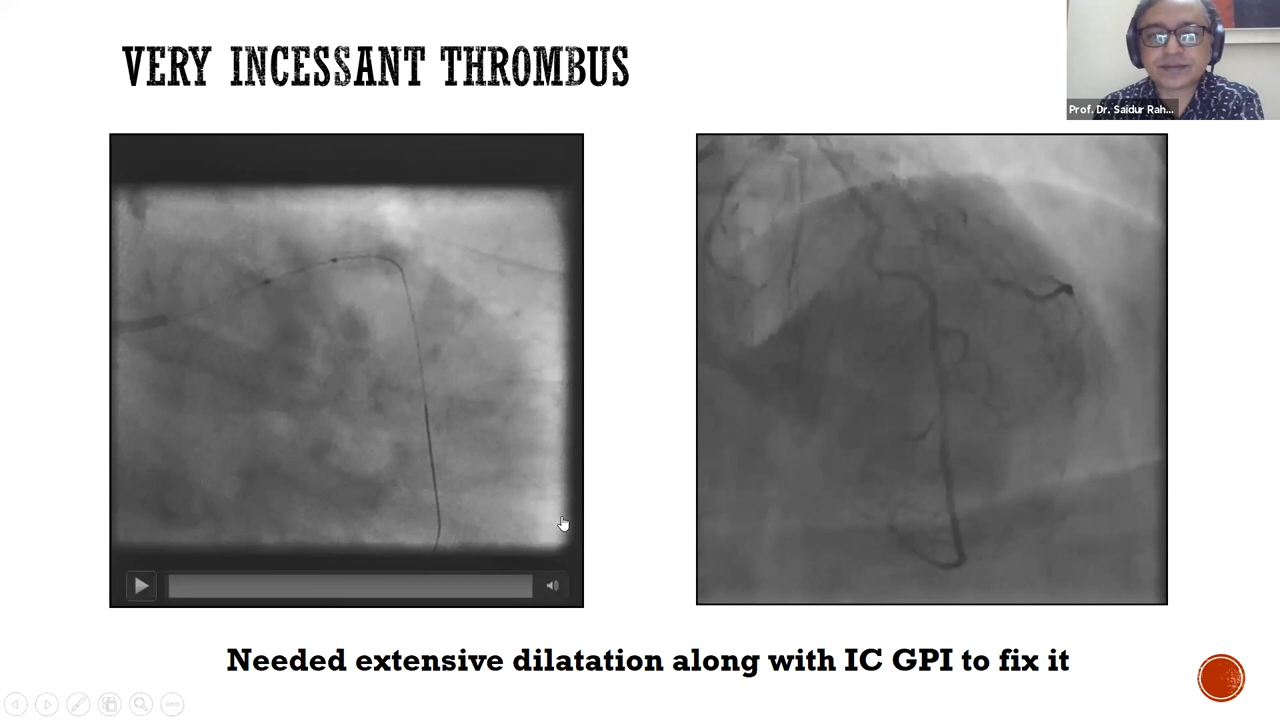 VERY INCESSANT THROMBUS
Prof. Dr. Saidur Rah...
Needed extensive dilatation along with IC GPI to fix it